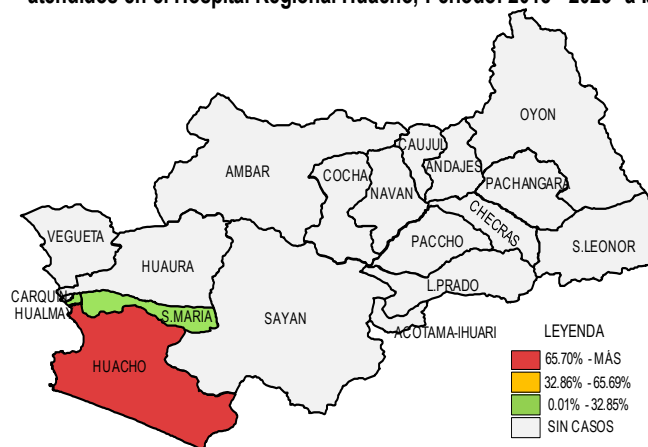 OYON
CAUJUL
ANDAJES
AMBAR
COCHA
NAVAN
PACHANGARA
CHECRAS
VEGUETA
PACCHO
S.LEONOR
HUAURA
L.PRADO
CARQUIN
HUALMA
S.MARIA
SAYAN
ACOTAMA-IHUARI
HUACHO
LEYENDA
65.70% - MÁS
32.86% - 65.69%
0.01% - 32.85%
SIN CASOS